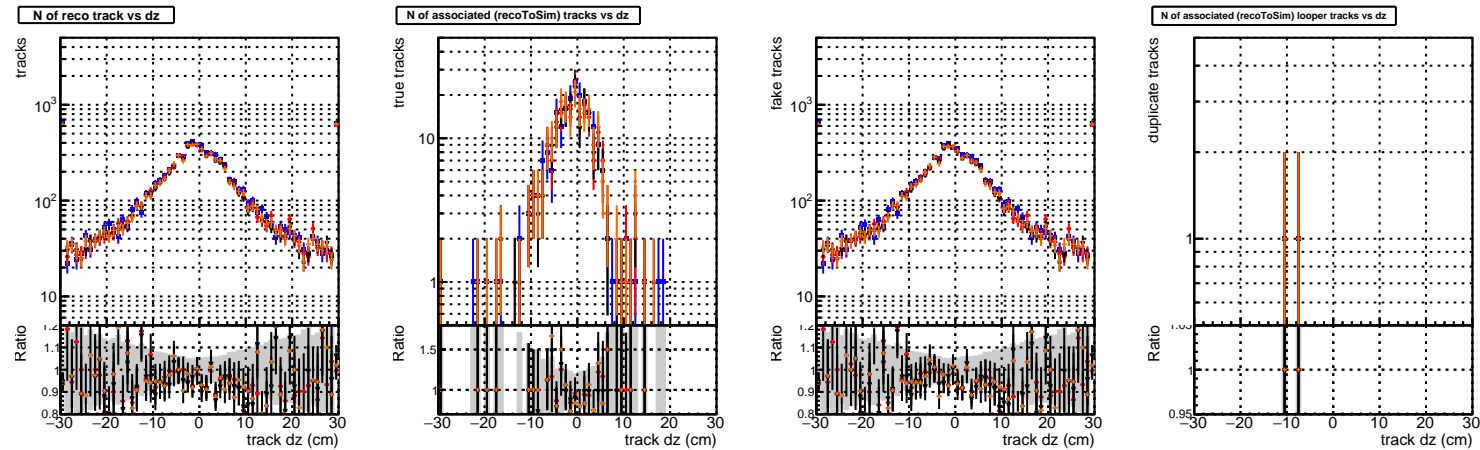 N of reco track vs dz
tracks
10³
10²
10
Ratio
1.2
1.1
1
0.9
0.8
−30 −20 −10 0 10 20 30
track dz (cm)
N of associated (recoToSim) tracks vs dz
true tracks
10
1
Ratio
1.5
1
−30 −20 −10 0 10 20 30
track dz (cm)
fake tracks
10³
10²
10
Ratio
1.2
1.1
1
0.9
0.8
−30 −20 −10 0 10 20 30
track dz (cm)
N of associated (recoToSim) looper tracks vs dz
duplicate tracks
1
Ratio
1.05
1
0.95
−30 −20 −10 0 10 20 30
track dz (cm)